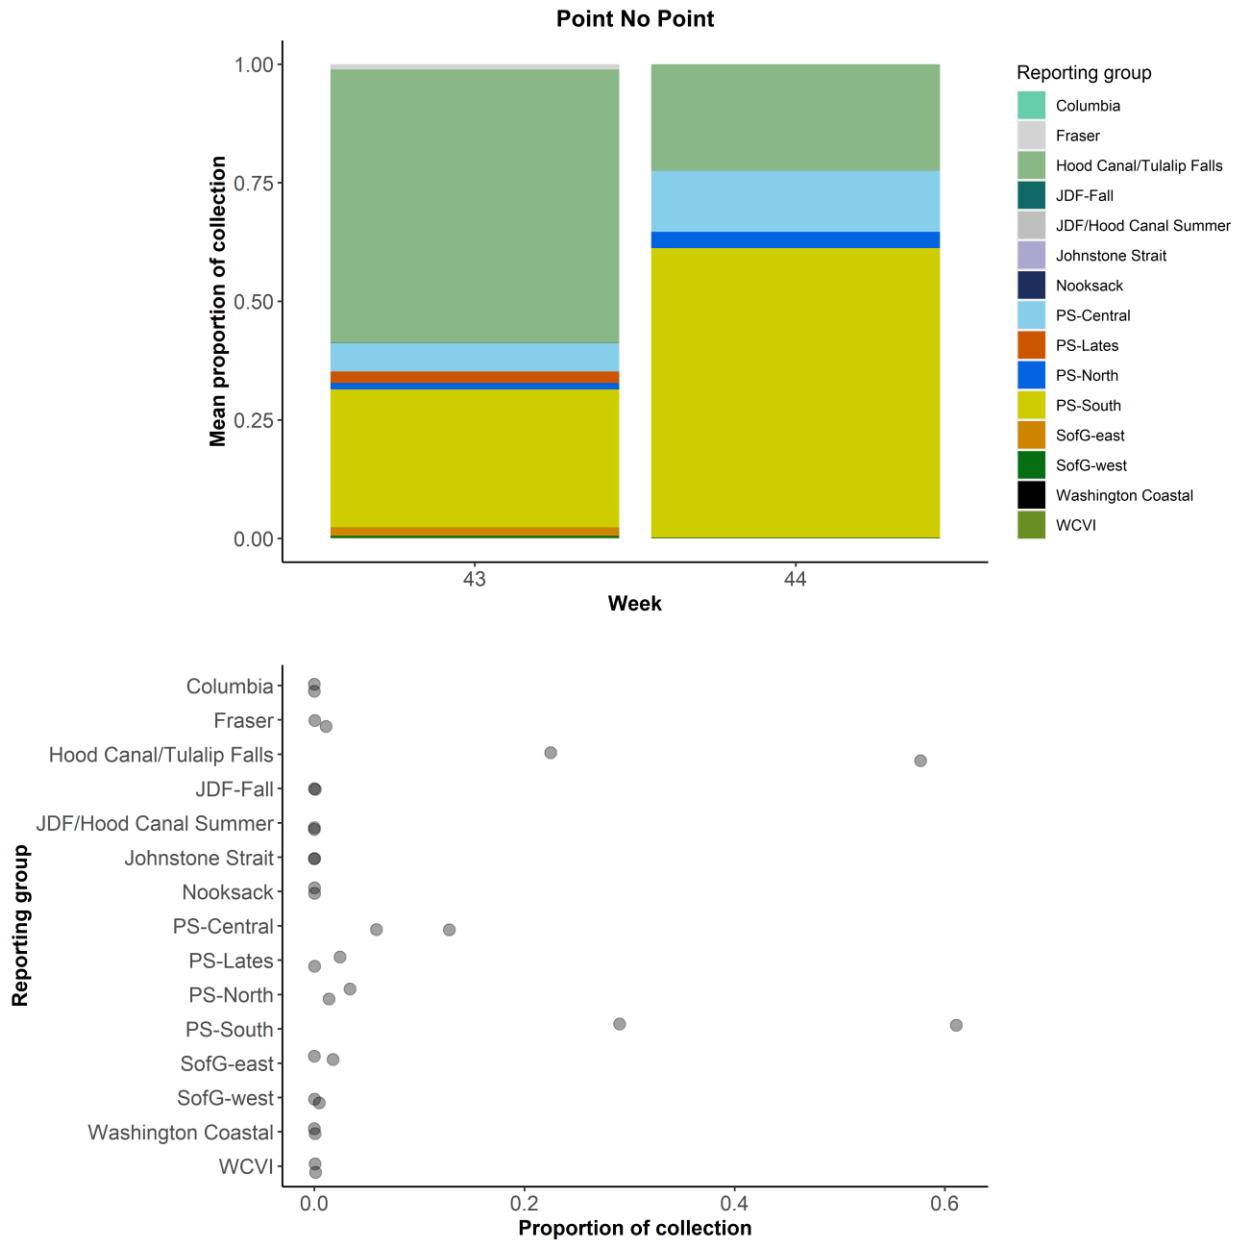 Point No Point
Mean proportion of collection
1.00
0.75
0.50
0.25
0.00
43
44
Week
Reporting group
Columbia
Fraser
Hood Canal/Tulalip Falls
JDF-Fall
JDF/Hood Canal Summer
Johnstone Strait
Nooksack
PS-Central
PS-Lates
PS-North
PS-South
SofG-east
SofG-west
Washington Coastal
WCVI
Reporting group
Columbia
Fraser
Hood Canal/Tulalip Falls
JDF-Fall
JDF/Hood Canal Summer
Johnstone Strait
Nooksack
PS-Central
PS-Lates
PS-North
PS-South
SofG-east
SofG-west
Washington Coastal
WCVI
0.0
0.2
0.4
0.6
Proportion of collection